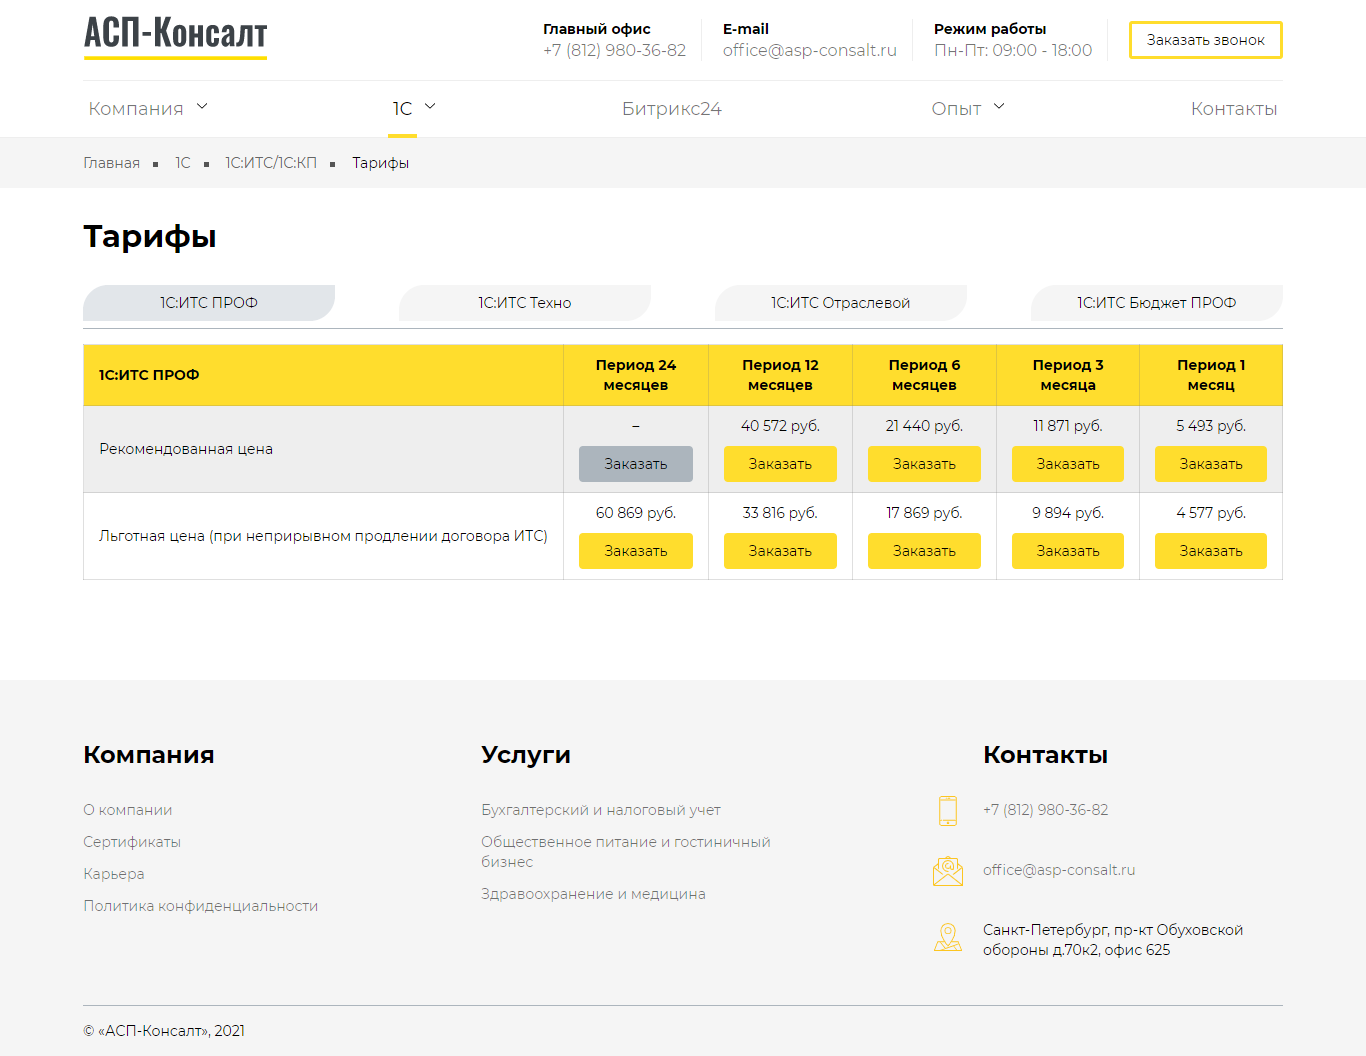 АСП-Консалт
Главный офис
+7 (812) 980-36-82
E-mail
office@asp-consalt.ru
Режим работы
Пн-Пт: 09:00 - 18:00
Заказать звонок
Компания
1С
Битрикс24
Опыт
Контакты
Главная 1С 1С:ИТС/1С:КП Тарифы
Тарифы
1С:ИТС ПРОФ
1С:ИТС Техно
1С:ИТС Отраслевой
1С:ИТС Бюджет ПРОФ
1С:ИТС ПРОФ
Период 24
месяцев
Период 12
месяцев
Период 6
месяцев
Период 3
месяца
Период 1
месяц
Рекомендованная цена
–
Заказать
40 572 руб.
Заказать
21 440 руб.
Заказать
11 871 руб.
Заказать
5 493 руб.
Заказать
Льготная цена (при неприрывном продлении договора ИТС)
60 869 руб.
Заказать
33 816 руб.
Заказать
17 869 руб.
Заказать
9 894 руб.
Заказать
4 577 руб.
Заказать
Компания
О компании
Сертификаты
Карьера
Политика конфиденциальности
Услуги
Бухгалтерский и налоговый учет
Общественное питание и гостиничный
бизнес
Здравоохранение и медицина
Контакты
+7 (812) 980-36-82
office@asp-consalt.ru
Санкт-Петербург, пр-кт Обуховской
обороны д.70к2, офис 625
© «АСП-Консалт», 2021